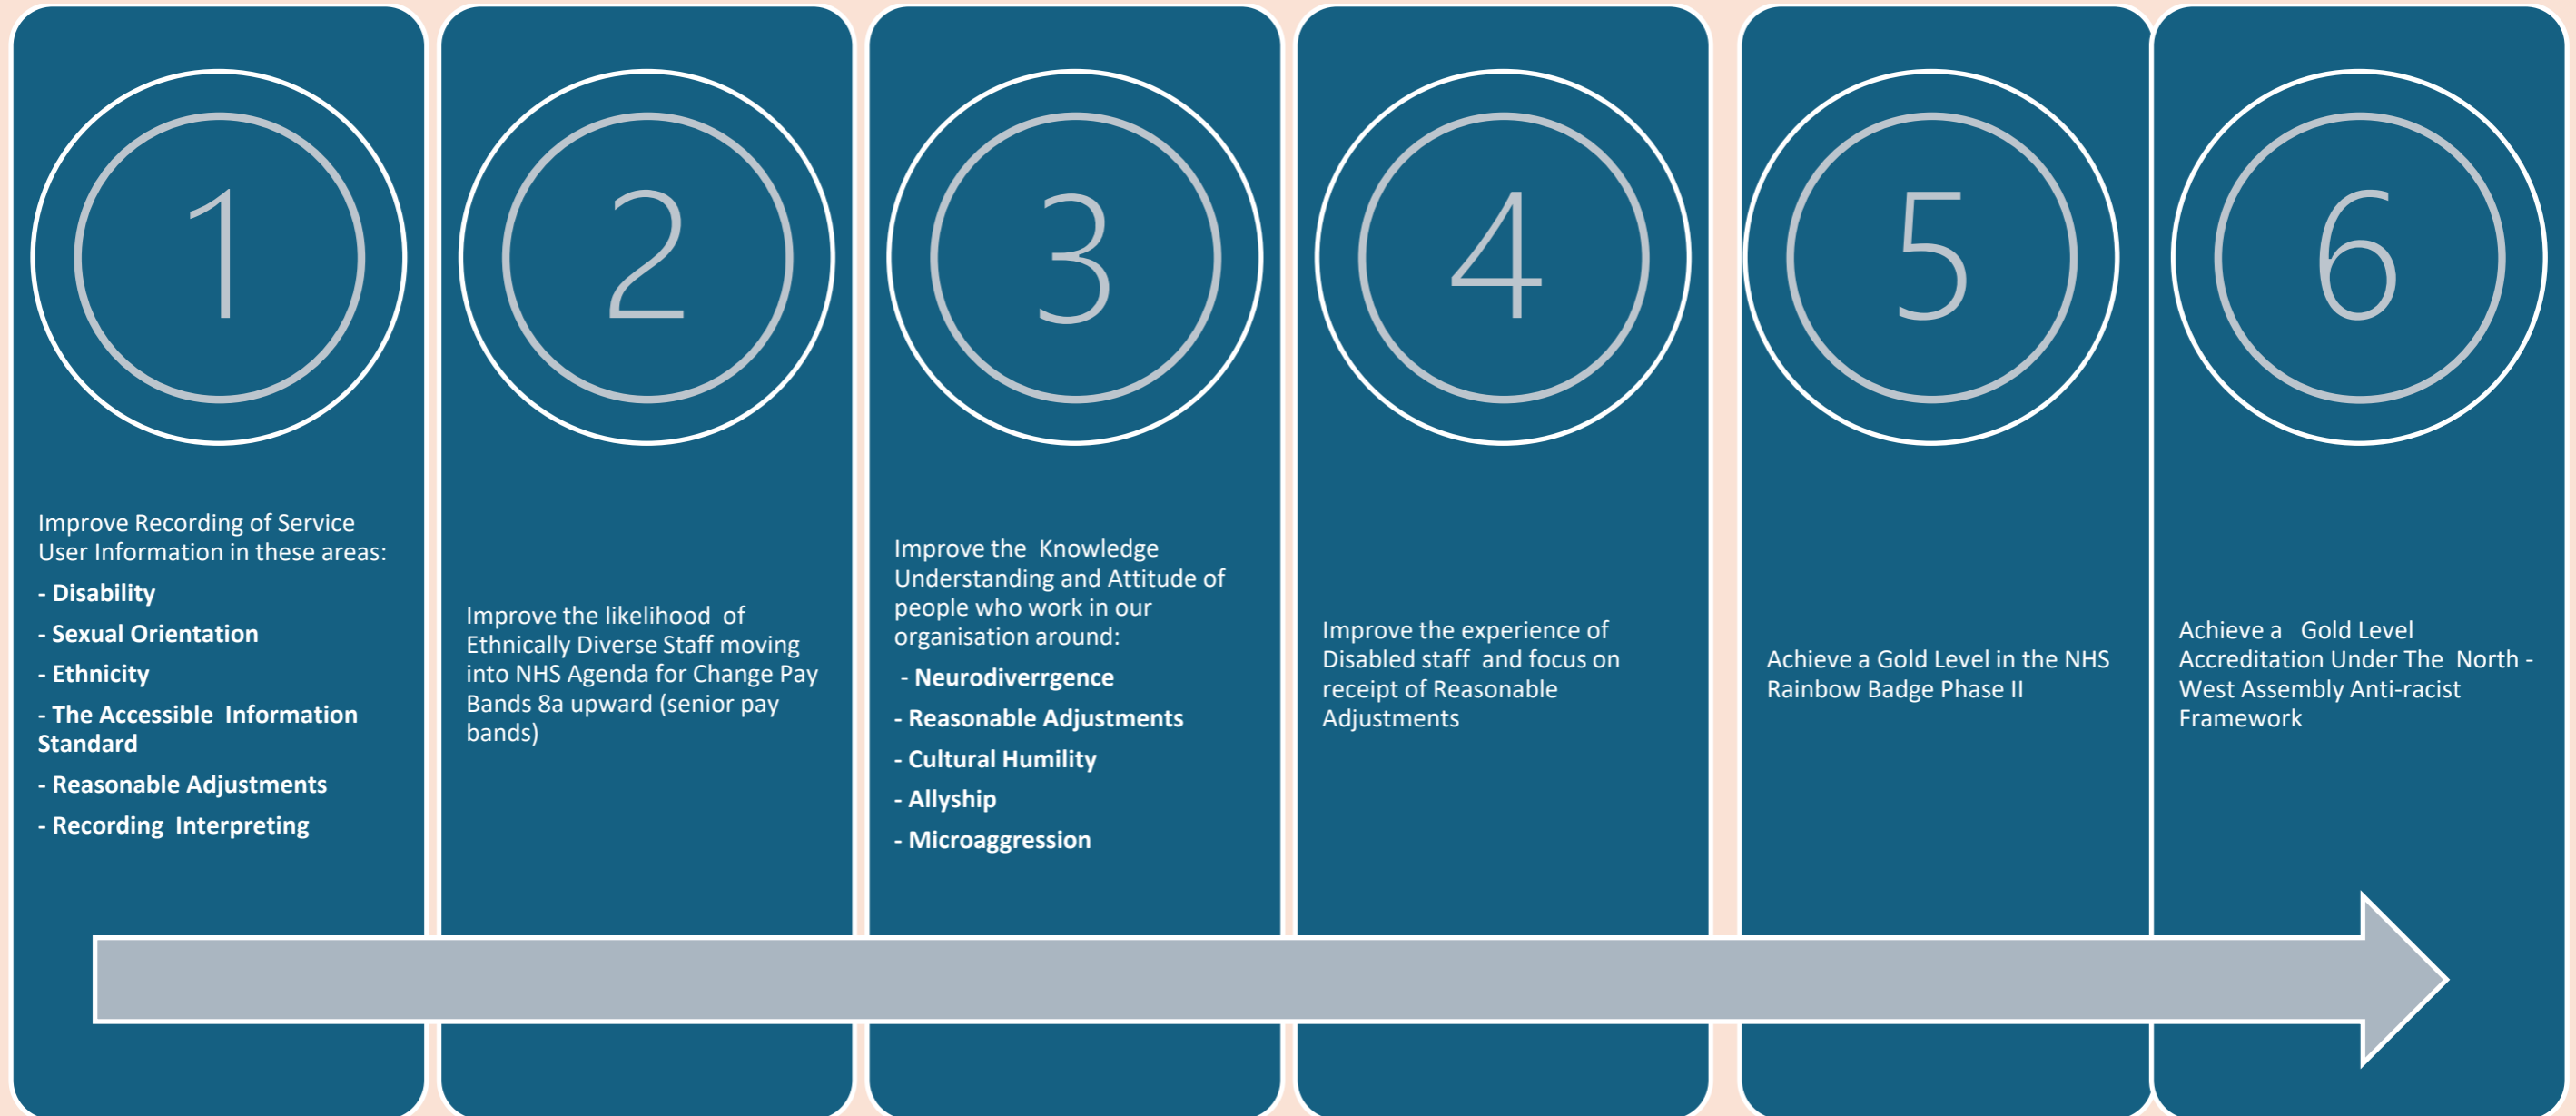 1
Improve Recording of Service
User Information in these areas:
- Disability
- Sexual Orientation
- Ethnicity
- The Accessible  Information
Standard
- Reasonable Adjustments
- Recording  Interpreting
2
Improve the likelihood  of
Ethnically Diverse Staff moving
into NHS Agenda for Change Pay
Bands 8a upward (senior pay
bands)
3
Improve the  Knowledge
Understanding and Attitude of
people who work in our
organisation around:
- Neurodiverrgence
- Reasonable Adjustments
- Cultural Humility
- Allyship
- Microaggression
4
Improve the experience of
Disabled staff  and focus on
receipt of Reasonable
Adjustments
5
Achieve a Gold Level in the NHS
Rainbow Badge Phase II
6
Achieve a   Gold Level
Accreditation Under The  North -
West Assembly Anti-racist
Framework